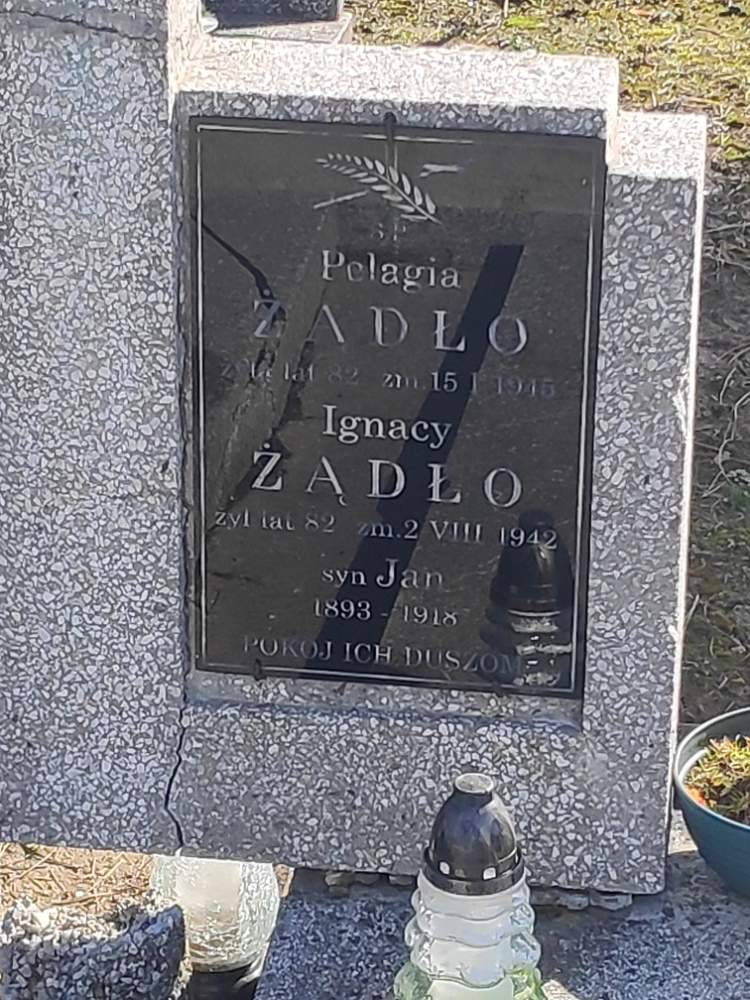 ŚP
Pelagia
ŻĄDŁO
żyła lat 82 zm.15 I 1945
Ignacy
ŻĄDŁO
żył lat 82 zm.2 VIII 1942
syn Jan
1893 - 1918
POKÓJ ICH DUSZOM